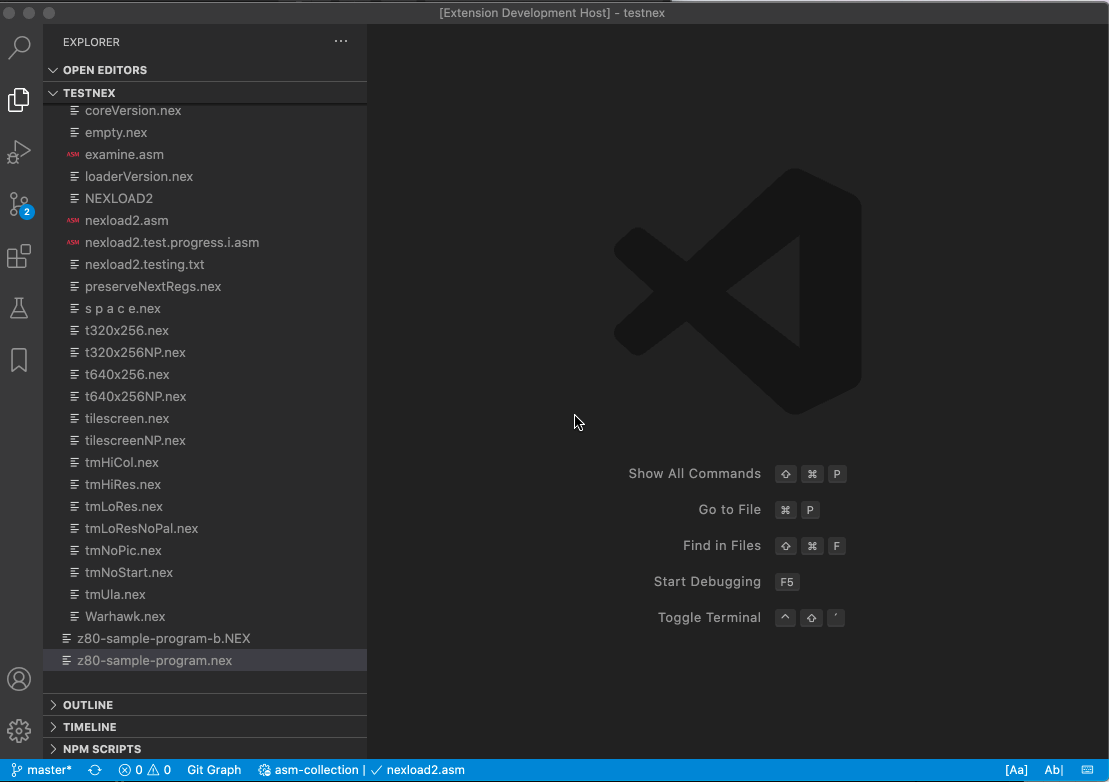 [Extension Development Host] - testnex
EXPLORER
OPEN EDITORS
TESTNEX
coreVersion.nex
empty.nex
ASM examine.asm
loaderVersion.nex
NEXLOAD2
ASM nexload2.asm
ASM nexload2.test.progress.i.asm
nexload2.testing.txt
preserveNextRegs.nex
s p a c e.nex
t320x256.nex
t320x256NP.nex
t640x256.nex
t640x256NP.nex
tilescreen.nex
tilescreenNP.nex
tmHiCol.nex
tmHiRes.nex
tmLoRes.nex
tmLoResNoPal.nex
tmNoPic.nex
tmNoStart.nex
tmUla.nex
Warhawk.nex
z80-sample-program-b.NEX
z80-sample-program.nex
OUTLINE
TIMELINE
NPM SCRIPTS
2
Show All Commands ⇧ ⌘ P
Go to File ⌘ P
Find in Files ⇧ ⌘ F
Start Debugging F5
Toggle Terminal ^ ⇧ ´
master* 0 0 Git Graph asm-collection | ✓ nexload2.asm [Aa] Ab|